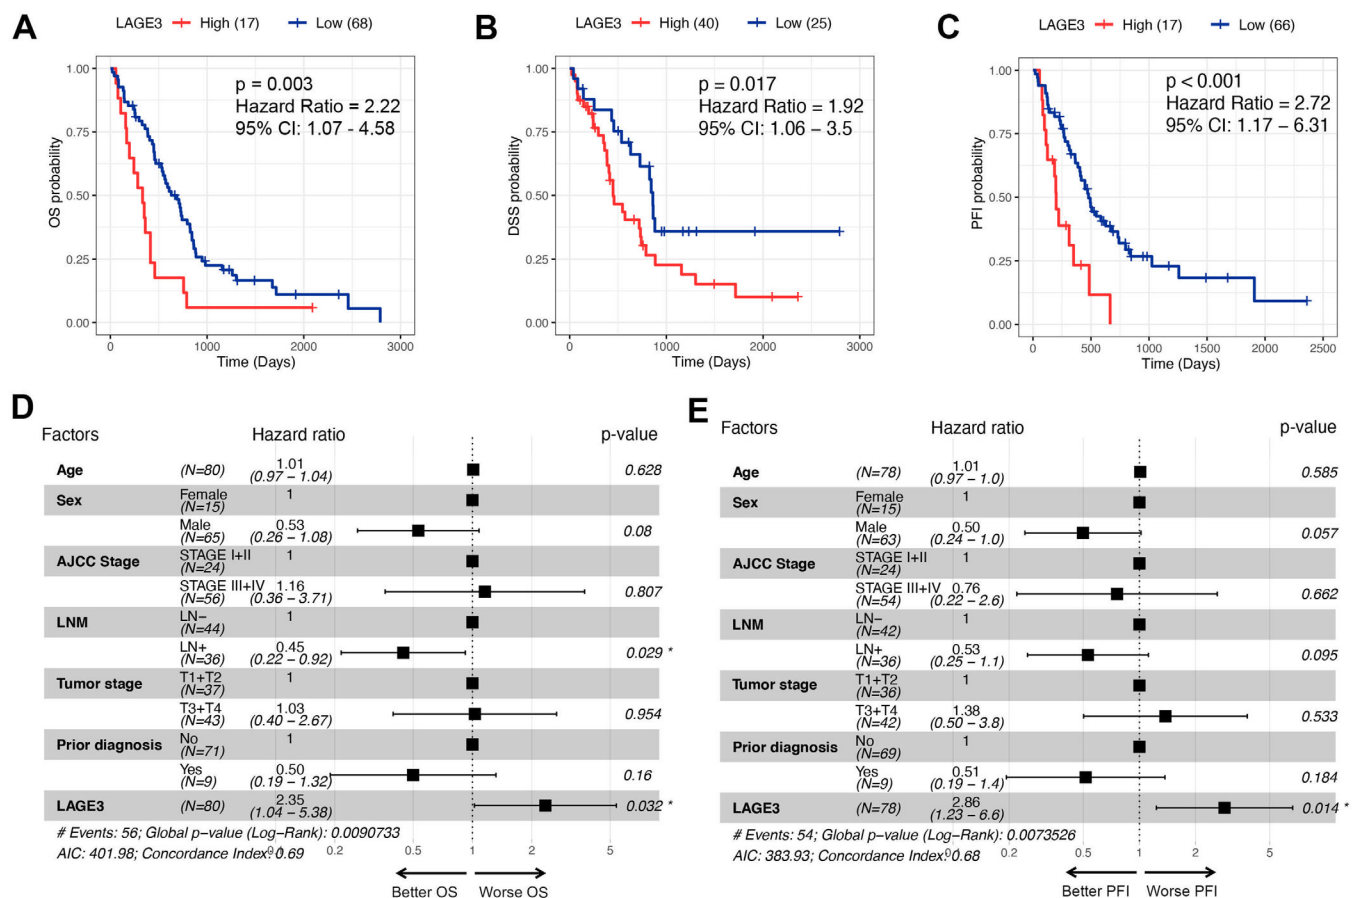 A
LAGE3 High (17) Low (68)
p = 0.003
Hazard Ratio = 2.22
95% CI: 1.07 - 4.58
OS probability
1.00
0.75
0.50
0.25
0.00
0 1000 2000 3000
Time (Days)
B
LAGE3 High (40) Low (25)
p = 0.017
Hazard Ratio = 1.92
95% CI: 1.06 – 3.5
DSS probability
1.00
0.75
0.50
0.25
0.00
0 1000 2000 3000
Time (Days)
C
LAGE3 High (17) Low (66)
p < 0.001
Hazard Ratio = 2.72
95% CI: 1.17 – 6.31
PFI probability
1.00
0.75
0.50
0.25
0.00
0 500 1000 1500 2000 2500
Time (Days)
D
Factors Hazard ratio p-value
Age (N=80) 1.01 (0.97 – 1.04) 0.628
Sex Female (N=15) 1
Male (N=65) 0.53 (0.26 – 1.08) 0.08
AJCC Stage STAGE I+II (N=24) 1
STAGE III+IV (N=56) 1.16 (0.36 – 3.71) 0.807
LNM LN− (N=44) 1
LN+ (N=36) 0.45 (0.22 – 0.92) 0.029 *
Tumor stage T1+T2 (N=37) 1
T3+T4 (N=43) 1.03 (0.40 – 2.67) 0.954
Prior diagnosis No (N=71) 1
Yes (N=9) 0.50 (0.19 – 1.32) 0.16
LAGE3 (N=80) 2.35 (1.04 – 5.38) 0.032 *
# Events: 56; Global p−value (Log−Rank): 0.0090733
AIC: 401.98; Concordance Index: 0.69
0.1 0.2 0.5 1 2 5
Better OS Worse OS
E
Factors Hazard ratio p-value
Age (N=78) 1.01 (0.97 – 1.0) 0.585
Sex Female (N=15) 1
Male (N=63) 0.50 (0.24 – 1.0) 0.057
AJCC Stage STAGE I+II (N=24) 1
STAGE III+IV (N=54) 0.76 (0.22 – 2.6) 0.662
LNM LN− (N=42) 1
LN+ (N=36) 0.53 (0.25 – 1.1) 0.095
Tumor stage T1+T2 (N=36) 1
T3+T4 (N=42) 1.38 (0.50 – 3.8) 0.533
Prior diagnosis No (N=69) 1
Yes (N=9) 0.51 (0.19 – 1.4) 0.184
LAGE3 (N=78) 2.86 (1.23 – 6.6) 0.014 *
# Events: 54; Global p−value (Log−Rank): 0.0073526
AIC: 383.93; Concordance Index: 0.68
0.1 0.2 0.5 1 2 5
Better PFI Worse PFI